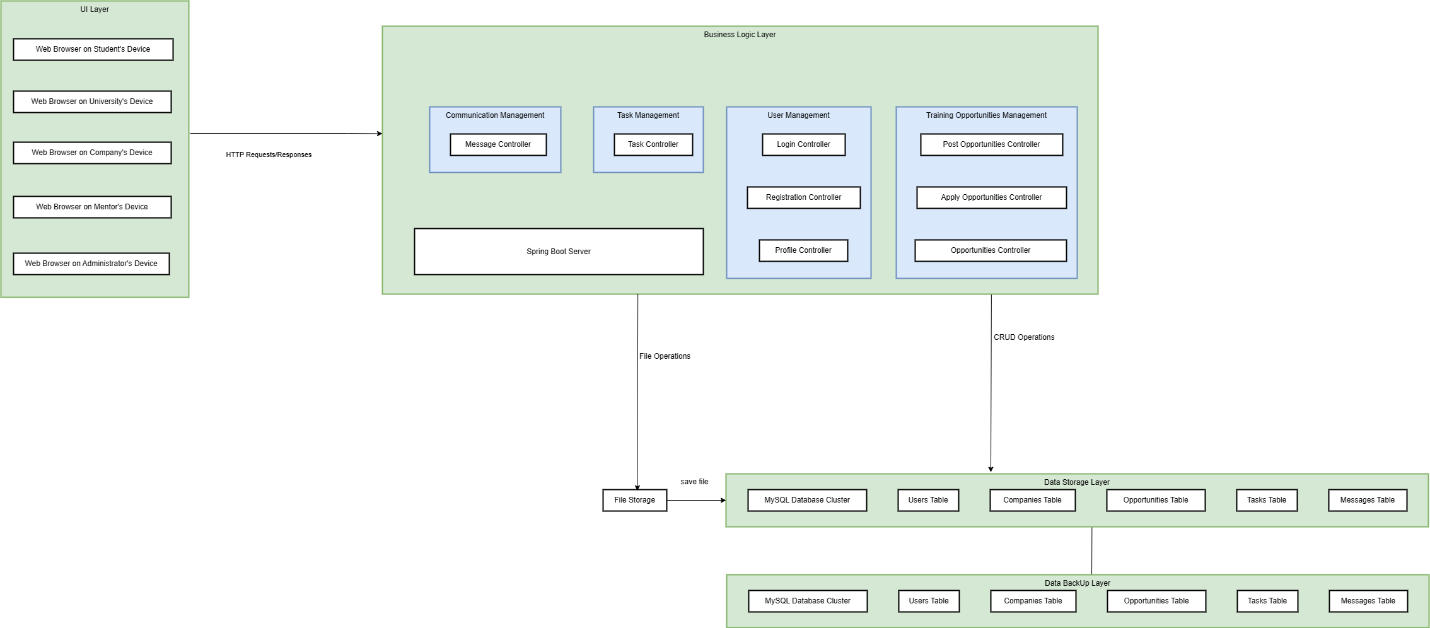 UI Layer
Web Browser on Student's Device
Web Browser on University's Device
Web Browser on Company's Device
Web Browser on Mentor's Device
Web Browser on Administrator's Device
HTTP Requests/Responses
Business Logic Layer
Communication Management
Message Controller
Task Management
Task Controller
User Management
Login Controller
Registration Controller
Profile Controller
Training Opportunities Management
Post Opportunities Controller
Apply Opportunities Controller
Opportunities Controller
Spring Boot Server
File Operations
CRUD Operations
File Storage
save file
Data Storage Layer
MySQL Database Cluster
Users Table
Companies Table
Opportunities Table
Tasks Table
Messages Table
Data BackUp Layer
MySQL Database Cluster
Users Table
Companies Table
Opportunities Table
Tasks Table
Messages Table